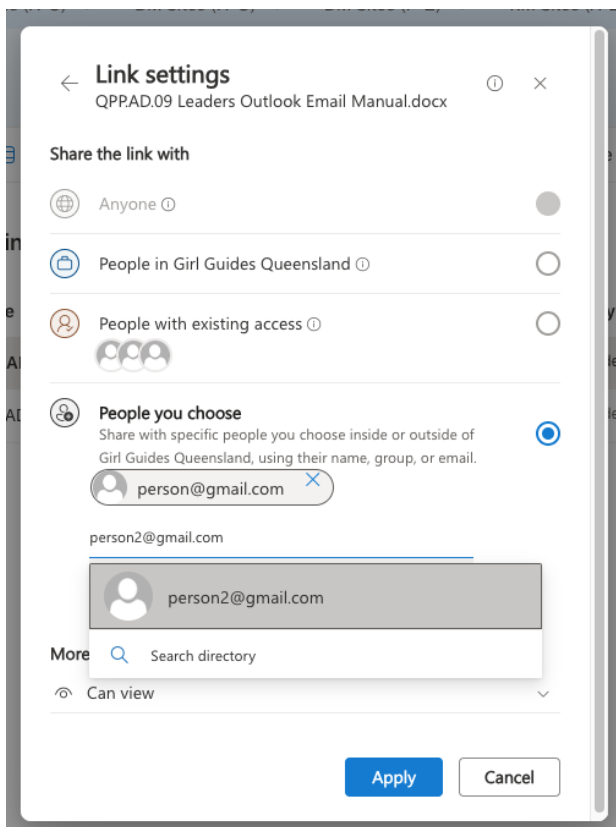 Link settings
QPP.AD.09 Leaders Outlook Email Manual.docx
Share the link with
Anyone
People in Girl Guides Queensland
People with existing access
People you choose
Share with specific people you choose inside or outside of
Girl Guides Queensland, using their name, group, or email.
person@gmail.com
person2@gmail.com
person2@gmail.com
Search directory
More
Can view
Apply
Cancel